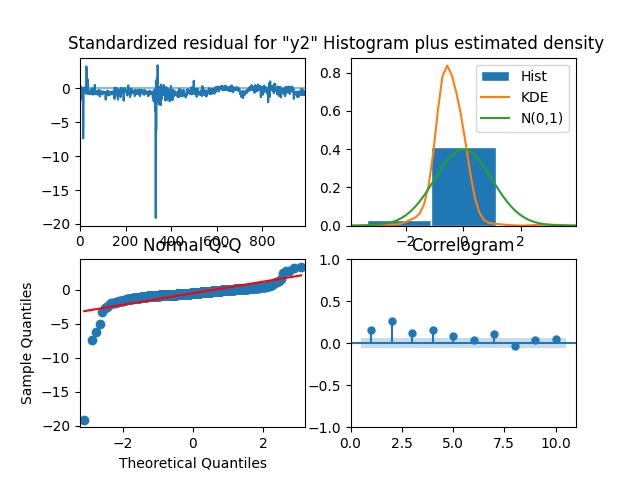 Standardized residual for "y2" Histogram plus estimated density
0
−5
−10
−15
−20
0 200 400 600 800
0.8
0.6
0.4
0.2
0.0
−2 0 2
Hist
KDE
N(0,1)
Normal Q-Q
Correlogram
Sample Quantiles
0
−5
−10
−15
−20
−2 0 2
Theoretical Quantiles
1.0
0.5
0.0
−0.5
−1.0
0.0 2.5 5.0 7.5 10.0